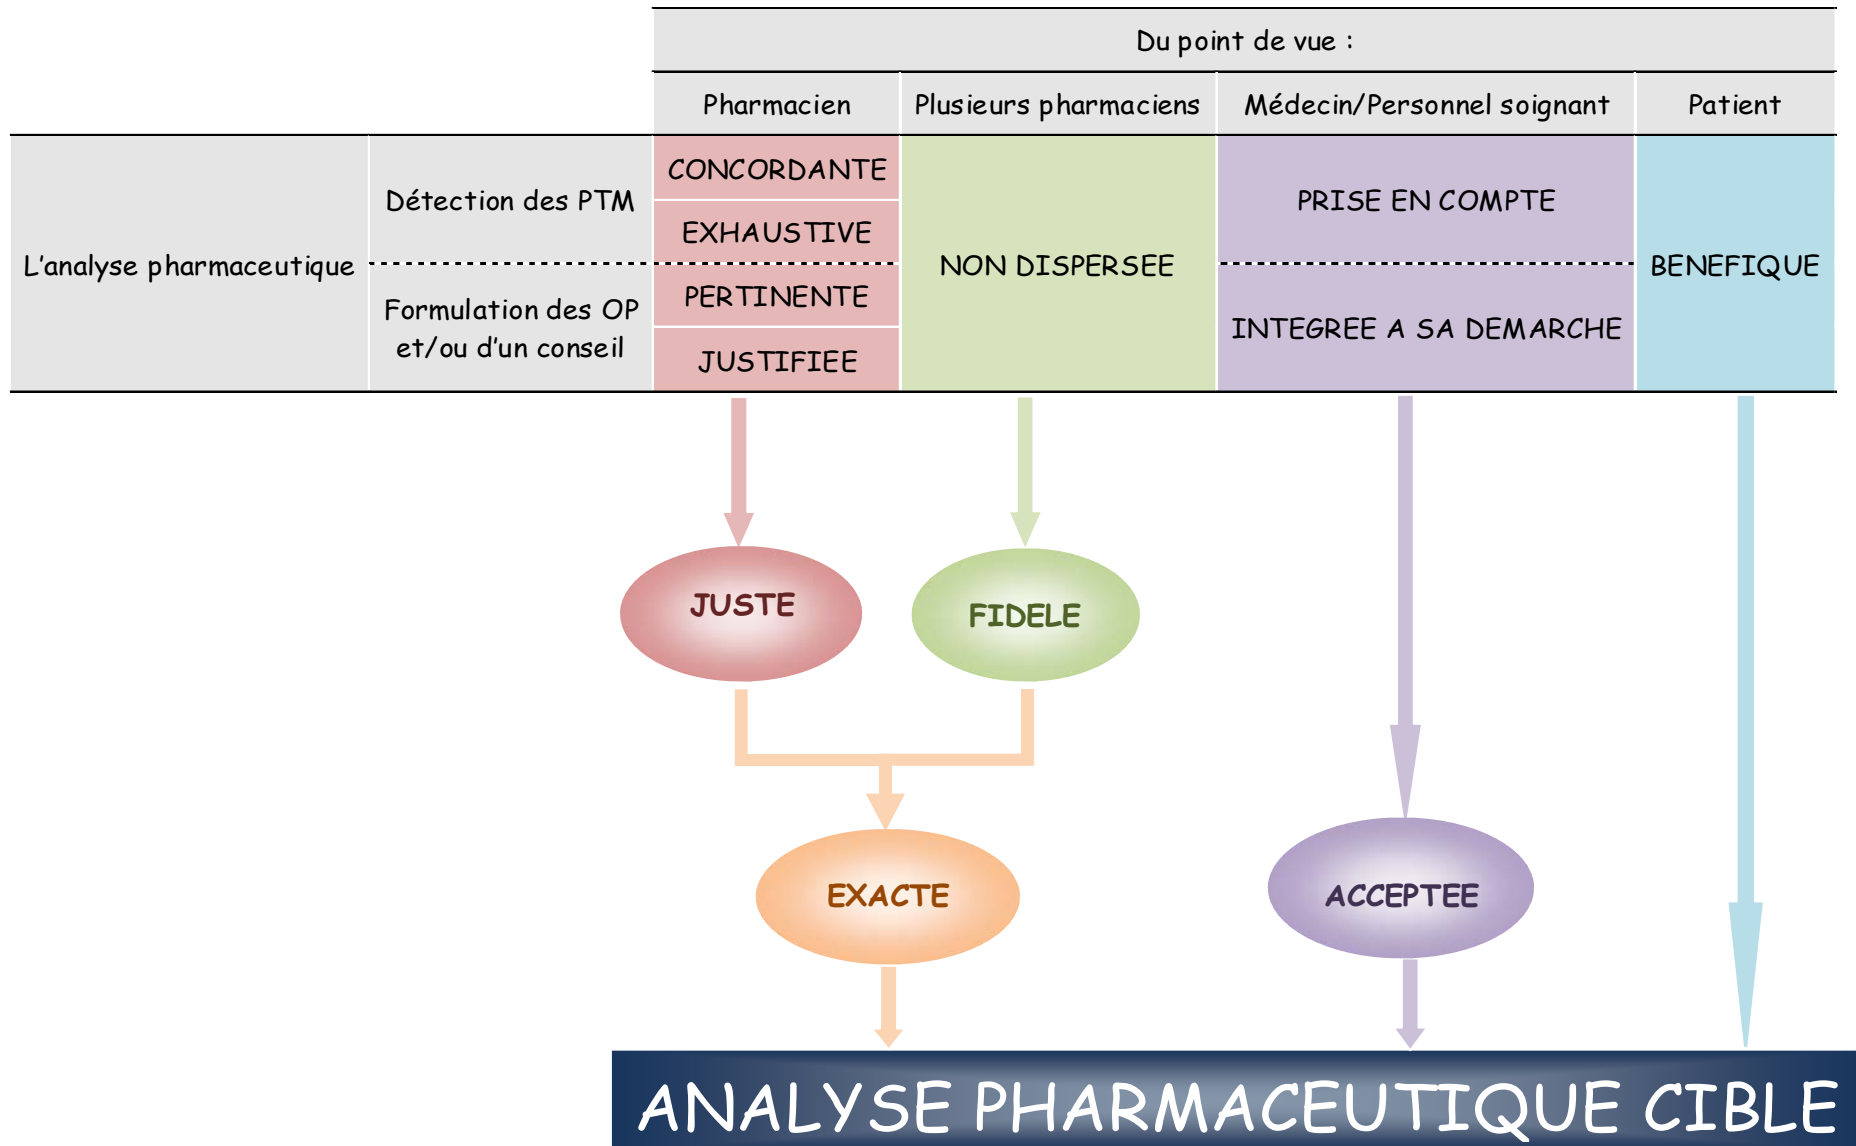 Du point de vue :
Pharmacien
Plusieurs pharmaciens
Médecin/Personnel soignant
Patient
L'analyse pharmaceutique
Détection des PTM
Formulation des OP
et/ou d'un conseil
CONCORDANTE
EXHAUSTIVE
PERTINENTE
JUSTIFIEE
NON DISPERSEE
PRISE EN COMPTE
INTEGREE A SA DEMARCHE
BENEFIQUE
JUSTE
FIDELE
EXACTE
ACCEPTEE
ANALYSE PHARMACEUTIQUE CIBLE